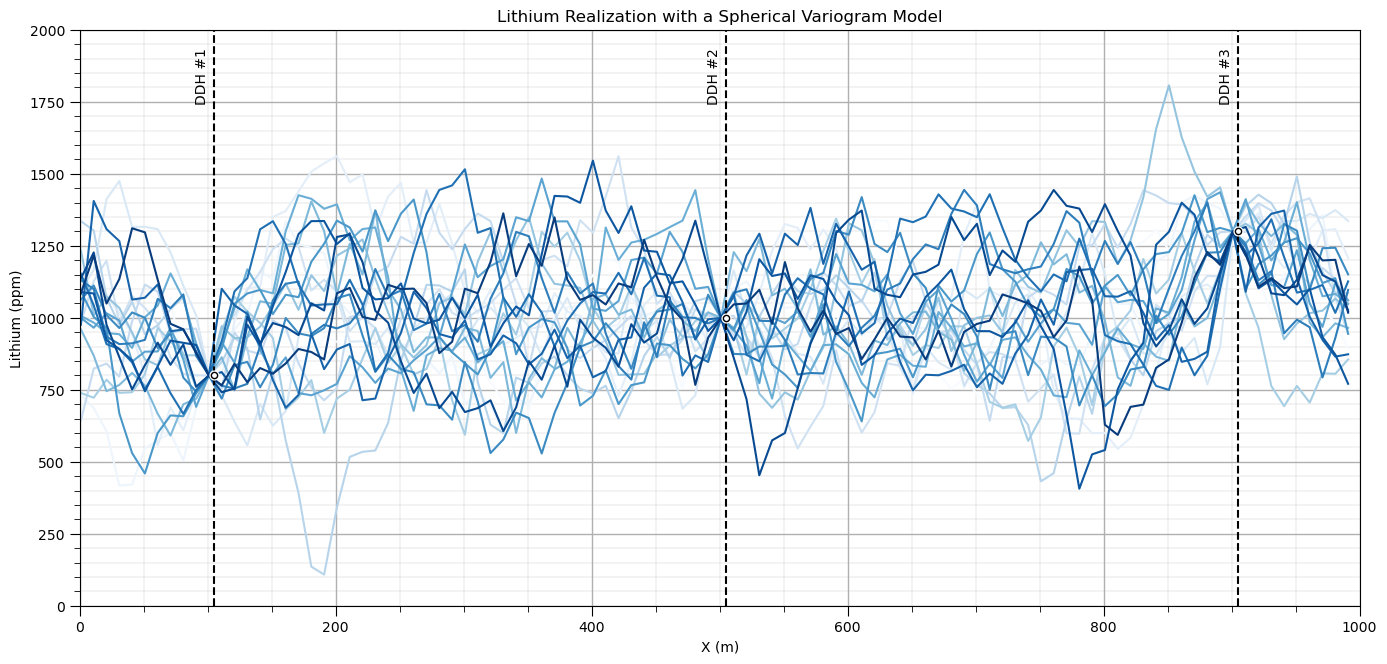 Lithium Realization with a Spherical Variogram Model
2000
1750
1500
1250
1000
750
500
250
0
Lithium (ppm)
DDH #1
DDH #2
DDH #3
0
200
400
600
800
1000
X (m)